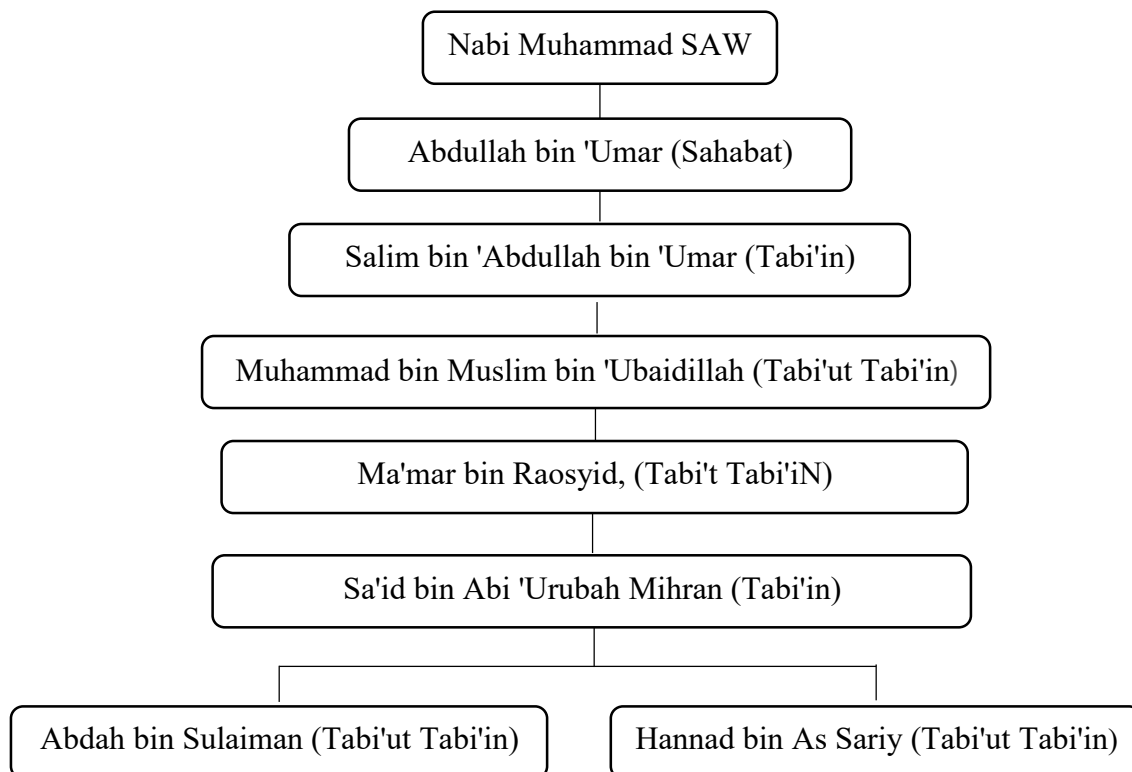 Nabi Muhammad SAW
Abdullah bin 'Umar (Sahabat)
Salim bin 'Abdullah bin 'Umar (Tabi'in)
Muhammad bin Muslim bin 'Ubaidillah (Tabi'ut Tabi'in)
Ma'mar bin Raosyid, (Tabi't Tabi'iN)
Sa'id bin Abi 'Urubah Mihran (Tabi'in)
Abdah bin Sulaiman (Tabi'ut Tabi'in)
Hannad bin As Sariy (Tabi'ut Tabi'in)